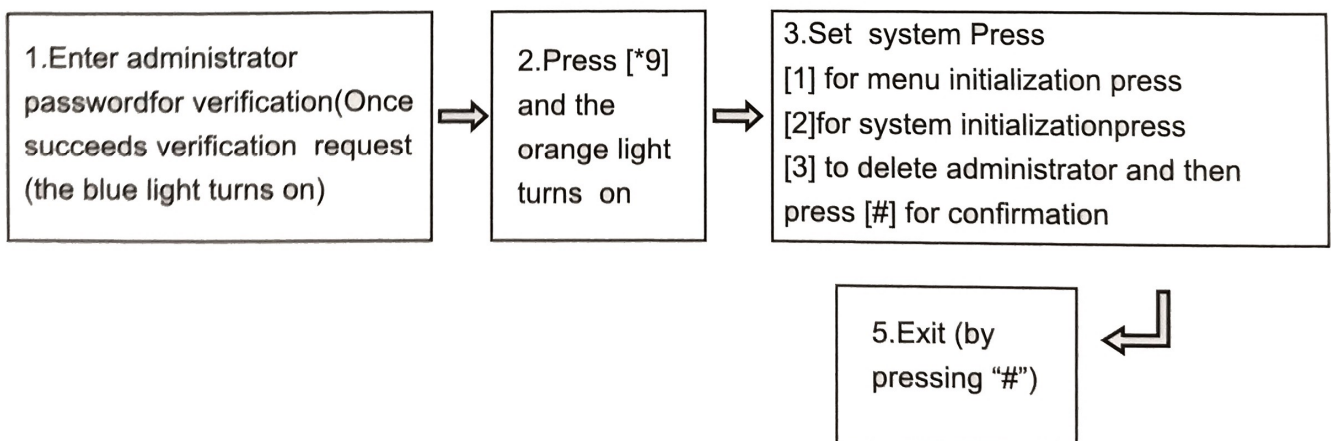 1.Enter administrator
passwordfor verification(Once
succeeds verification request
(the blue light turns on)
2.Press [*9]
and the
orange light
turns on
3.Set system Press
[1] for menu initialization press
[2]for system initializationpress
[3] to delete administrator and then
press [#] for confirmation
5.Exit (by
pressing “#”)